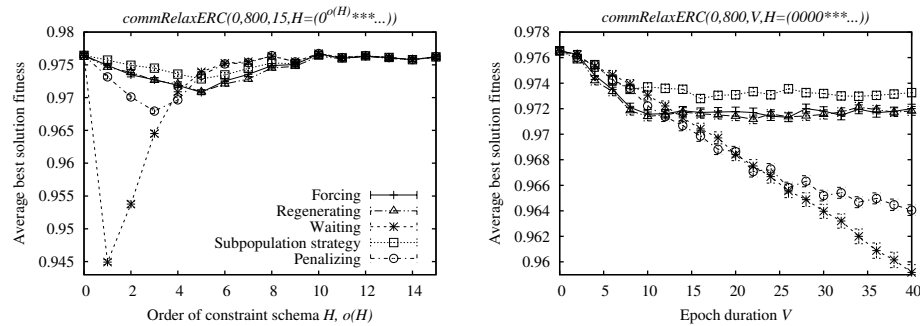 commRelaxERC(0,800,15,H=(0^{o(H)}***...))
0.98
0.975
0.97
0.965
0.96
0.955
0.95
0.945
Average best solution fitness
Forcing
Regenerating
Waiting
Subpopulation strategy
Penalizing
0 2 4 6 8 10 12 14
Order of constraint schema H, o(H)
commRelaxERC(0,800,V,H=(0000***...))
0.978
0.976
0.974
0.972
0.97
0.968
0.966
0.964
0.962
0.96
Average best solution fitness
0 5 10 15 20 25 30 35 40
Epoch duration V